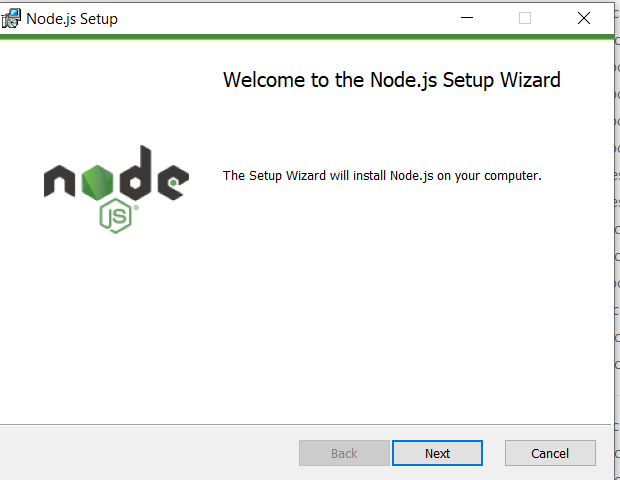 Node.js Setup
Welcome to the Node.js Setup Wizard
node
JS
The Setup Wizard will install Node.js on your computer.
Back
Next
Cancel